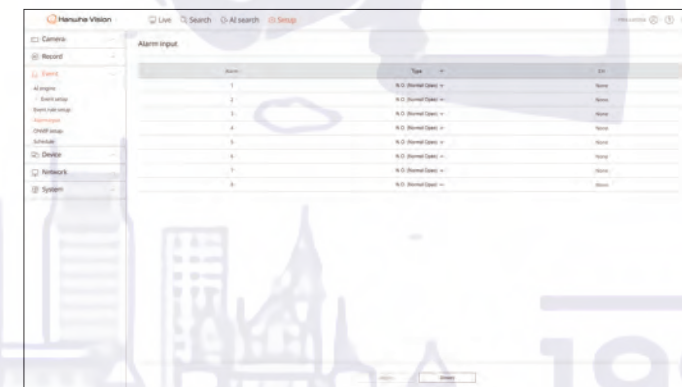 Hanwha Vision
Live Search AI search Setup
Camera
Alarm input
Record
Event
Name Type
AI engine
1 N.O. (Normal Open) None
Event setup
2 N.O. (Normal Open) None
Event rule setup
3 N.O. (Normal Open) None
Alarm input
ONVIF setup
4 N.O. (Normal Open) None
Schedule
5 N.O. (Normal Open) None
Device
6 N.O. (Normal Open) None
Network
7 N.O. (Normal Open) None
System
8 N.O. (Normal Open) None
19